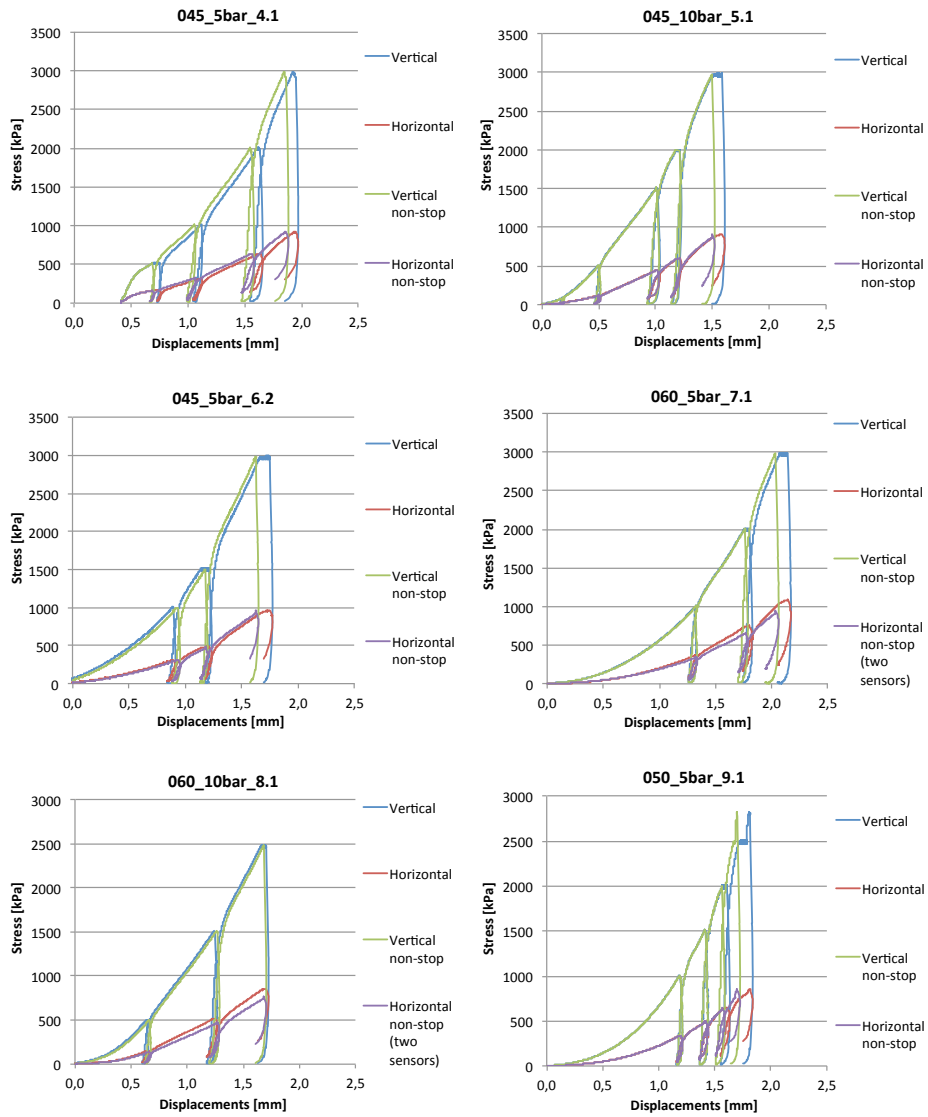 045_5bar_4.1
Stress [kPa]
3500
3000
2500
2000
1500
1000
500
0
0,0 0,5 1,0 1,5 2,0 2,5
Displacements [mm]
Vertical
Horizontal
Vertical
non-stop
Horizontal
non-stop
045_10bar_5.1
Stress [kPa]
3500
3000
2500
2000
1500
1000
500
0
0,0 0,5 1,0 1,5 2,0 2,5
Displacements [mm]
Vertical
Horizontal
Vertical
non-stop
Horizontal
non-stop
045_5bar_6.2
Stress [kPa]
3500
3000
2500
2000
1500
1000
500
0
0,0 0,5 1,0 1,5 2,0 2,5
Displacements [mm]
Vertical
Horizontal
Vertical
non-stop
Horizontal
non-stop
060_5bar_7.1
Stress [kPa]
3500
3000
2500
2000
1500
1000
500
0
0,0 0,5 1,0 1,5 2,0 2,5
Displacements [mm]
Vertical
Horizontal
Vertical
non-stop
Horizontal
non-stop
(two
sensors)
060_10bar_8.1
Stress [kPa]
3000
2500
2000
1500
1000
500
0
0,0 0,5 1,0 1,5 2,0 2,5
Displacements [mm]
Vertical
Horizontal
Vertical
non-stop
Horizontal
non-stop
(two
sensors)
050_5bar_9.1
Stress [kPa]
3000
2500
2000
1500
1000
500
0
0,0 0,5 1,0 1,5 2,0 2,5
Displacements [mm]
Vertical
Horizontal
Vertical
non-stop
Horizontal
non-stop